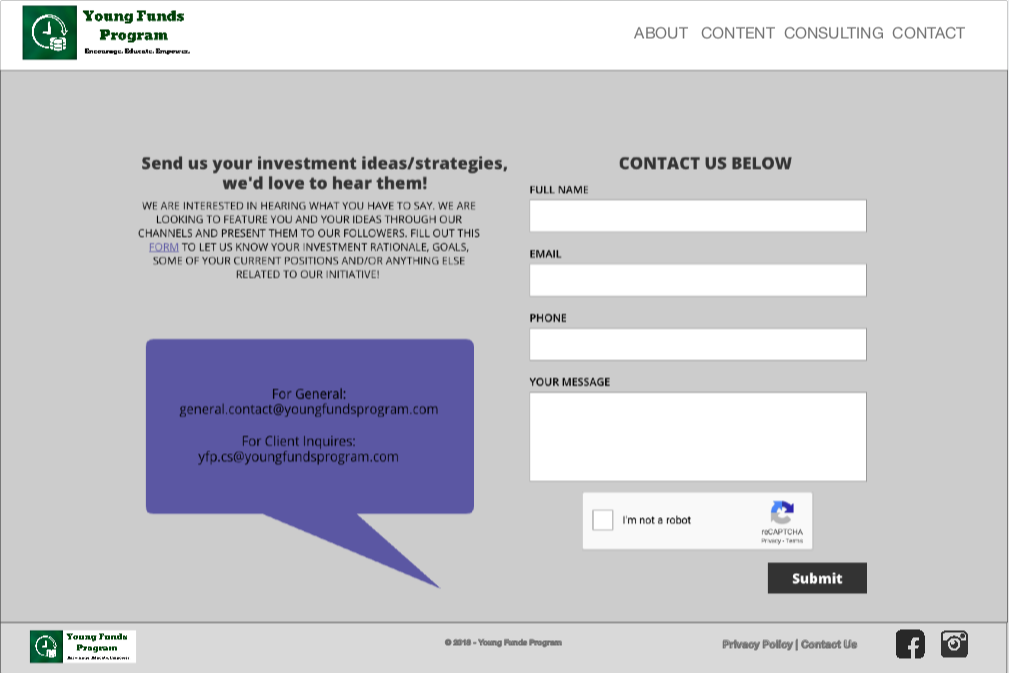 Young Funds
Program
Encourage. Educate. Empower.
ABOUT CONTENT CONSULTING CONTACT
Send us your investment ideas/strategies,
we'd love to hear them!
WE ARE INTERESTED IN HEARING WHAT YOU HAVE TO SAY. WE ARE
LOOKING TO FEATURE YOU AND YOUR IDEAS THROUGH OUR
CHANNELS AND PRESENT THEM TO OUR FOLLOWERS. FILL OUT THIS
FORM TO LET US KNOW YOUR INVESTMENT RATIONALE, GOALS,
SOME OF YOUR CURRENT POSITIONS AND/OR ANYTHING ELSE
RELATED TO OUR INITIATIVE!
For General:
general.contact@youngfundsprogram.com
For Client Inquires:
yfp.cs@youngfundsprogram.com
CONTACT US BELOW
FULL NAME
EMAIL
PHONE
YOUR MESSAGE
I'm not a robot
reCAPTCHA
Privacy - Terms
Submit
Young Funds
Program
© 2018 - Young Funds Program
Privacy Policy | Contact Us